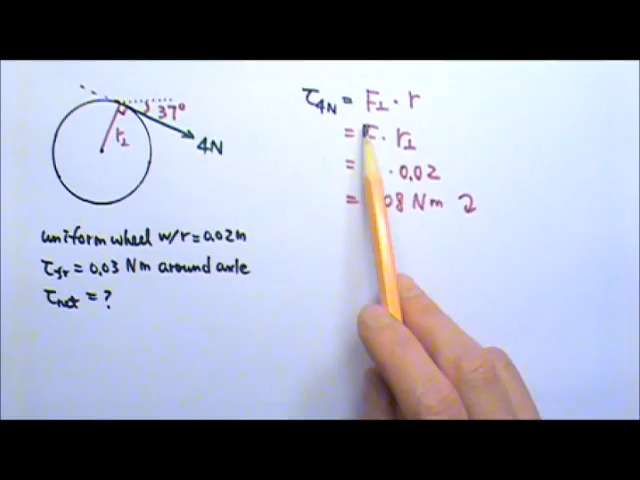 37°
r⊥
4N
uniform wheel w/r = 0.02m
τfr = 0.03 Nm around axle
τnet = ?
τ4N = F⊥ · r
= F · r⊥
= · 0.02
= 08 Nm ↷